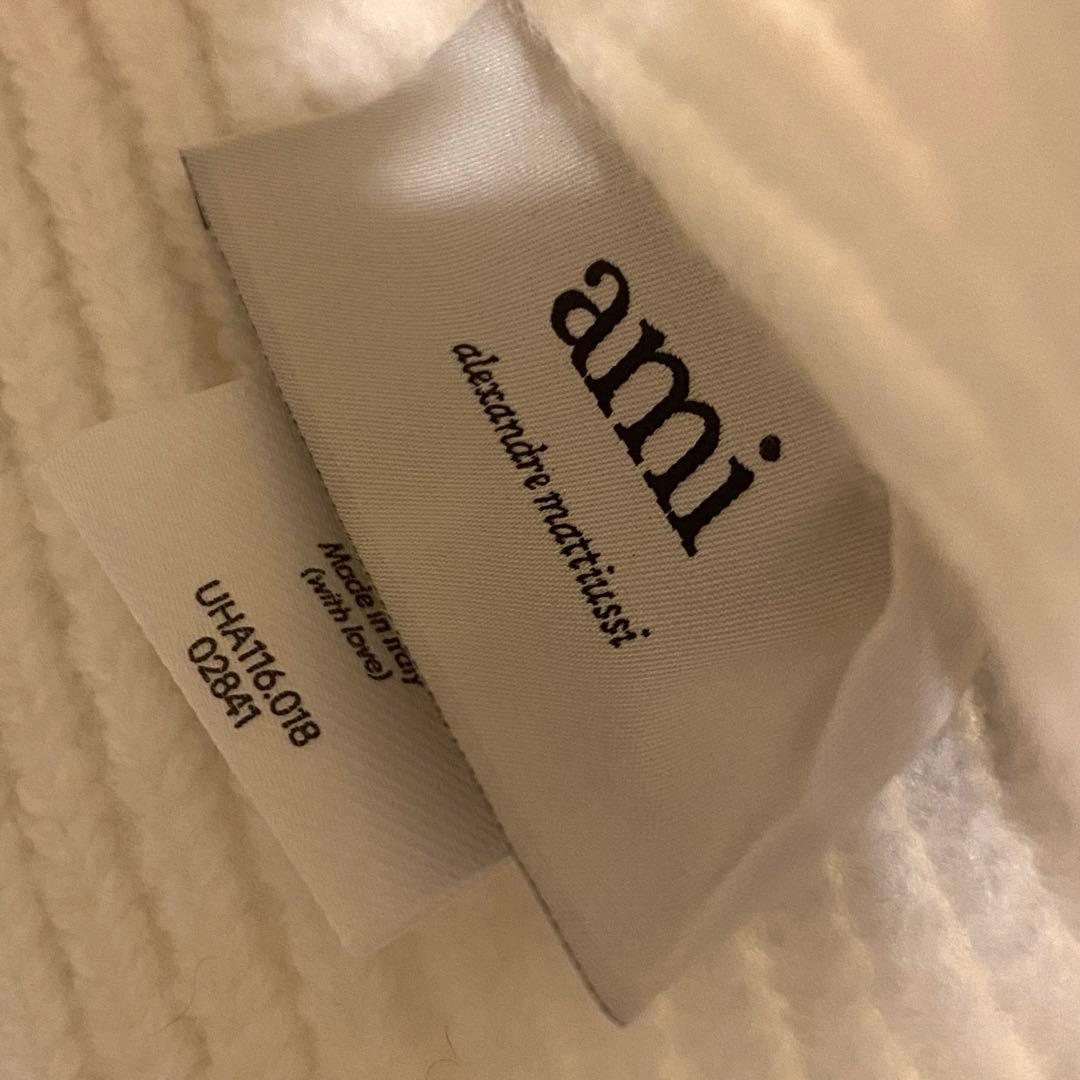 ami
alexandre mattiussi
Made in Italy
(with love)
UHA116.018
02841